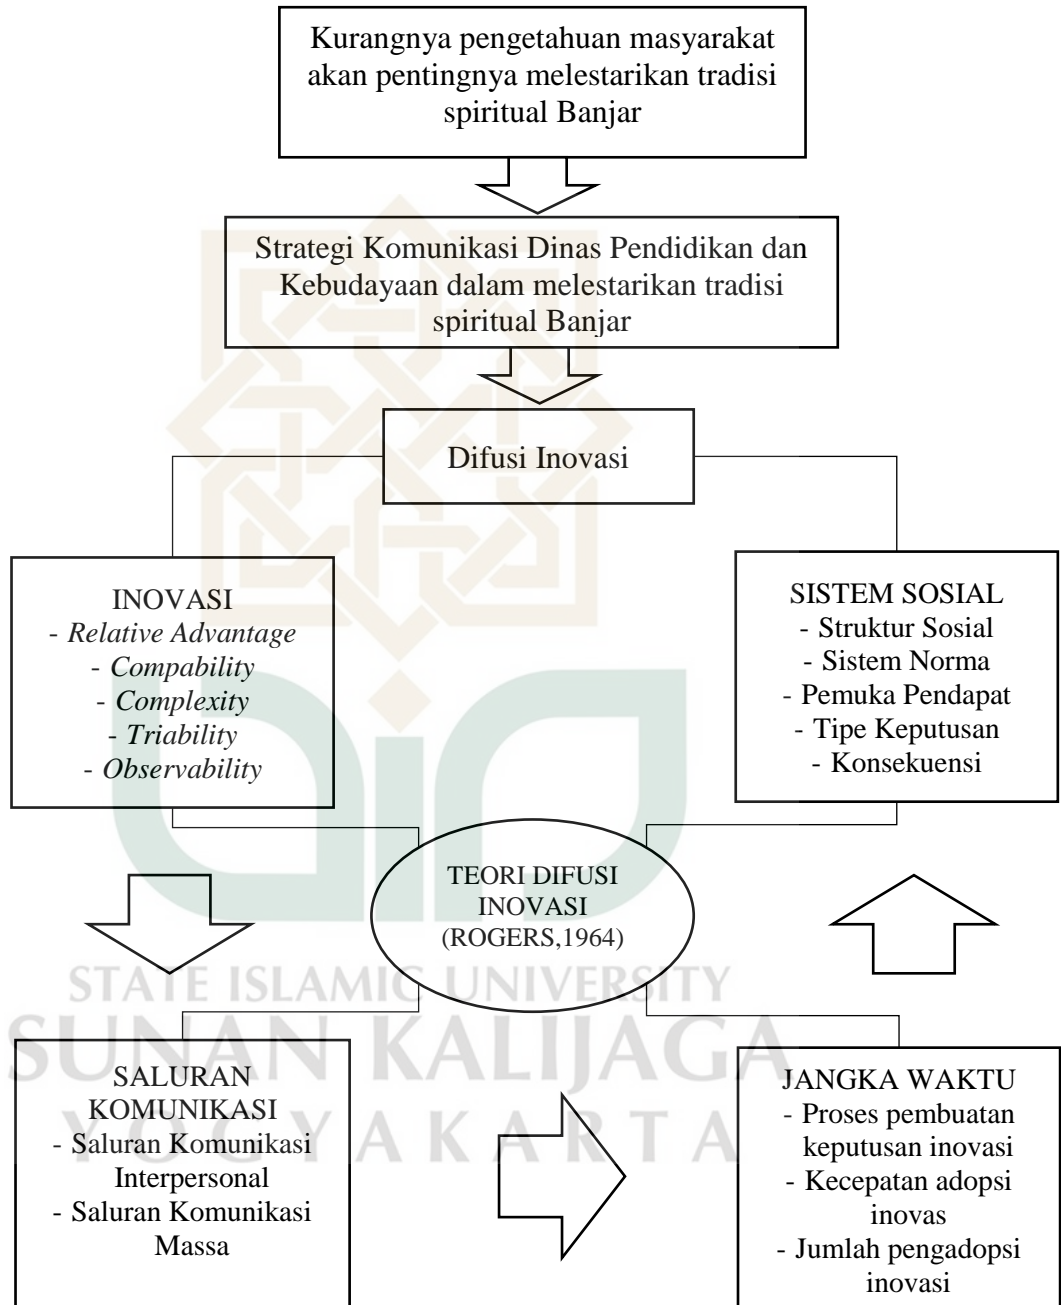 Kurangnya pengetahuan masyarakat
akan pentingnya melestarikan tradisi
spiritual Banjar
Strategi Komunikasi Dinas Pendidikan dan
Kebudayaan dalam melestarikan tradisi
spiritual Banjar
Difusi Inovasi
INOVASI
- Relative Advantage
- Compability
- Complexity
- Triability
- Observability
SISTEM SOSIAL
- Struktur Sosial
- Sistem Norma
- Pemuka Pendapat
- Tipe Keputusan
- Konsekuensi
TEORI DIFUSI
INOVASI
(ROGERS,1964)
STATE ISLAMIC UNIVERSITY
SUNAN KALIJAGA
YOGYAKARTA
SALURAN
KOMUNIKASI
- Saluran Komunikasi
Interpersonal
- Saluran Komunikasi
Massa
JANGKA WAKTU
- Proses pembuatan
keputusan inovasi
- Kecepatan adopsi
inovas
- Jumlah pengadopsi
inovasi